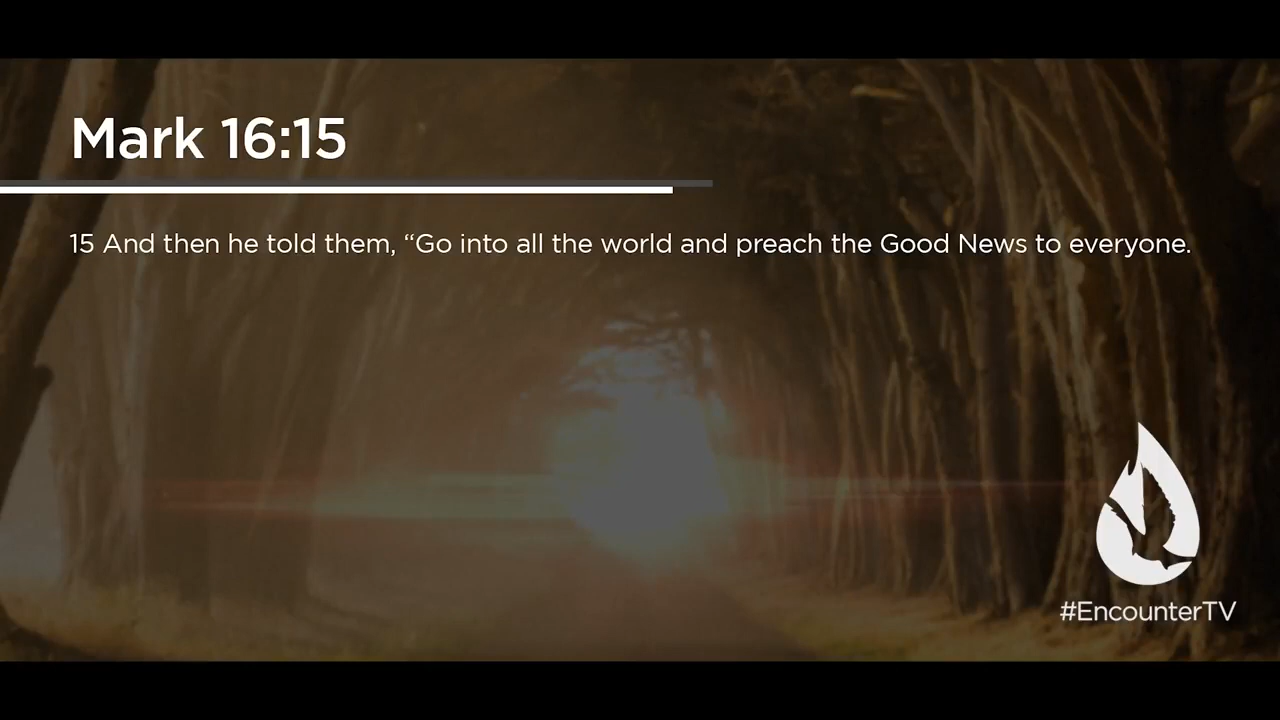 Mark 16:15
15 And then he told them, “Go into all the world and preach the Good News to everyone.
#EncounterTV